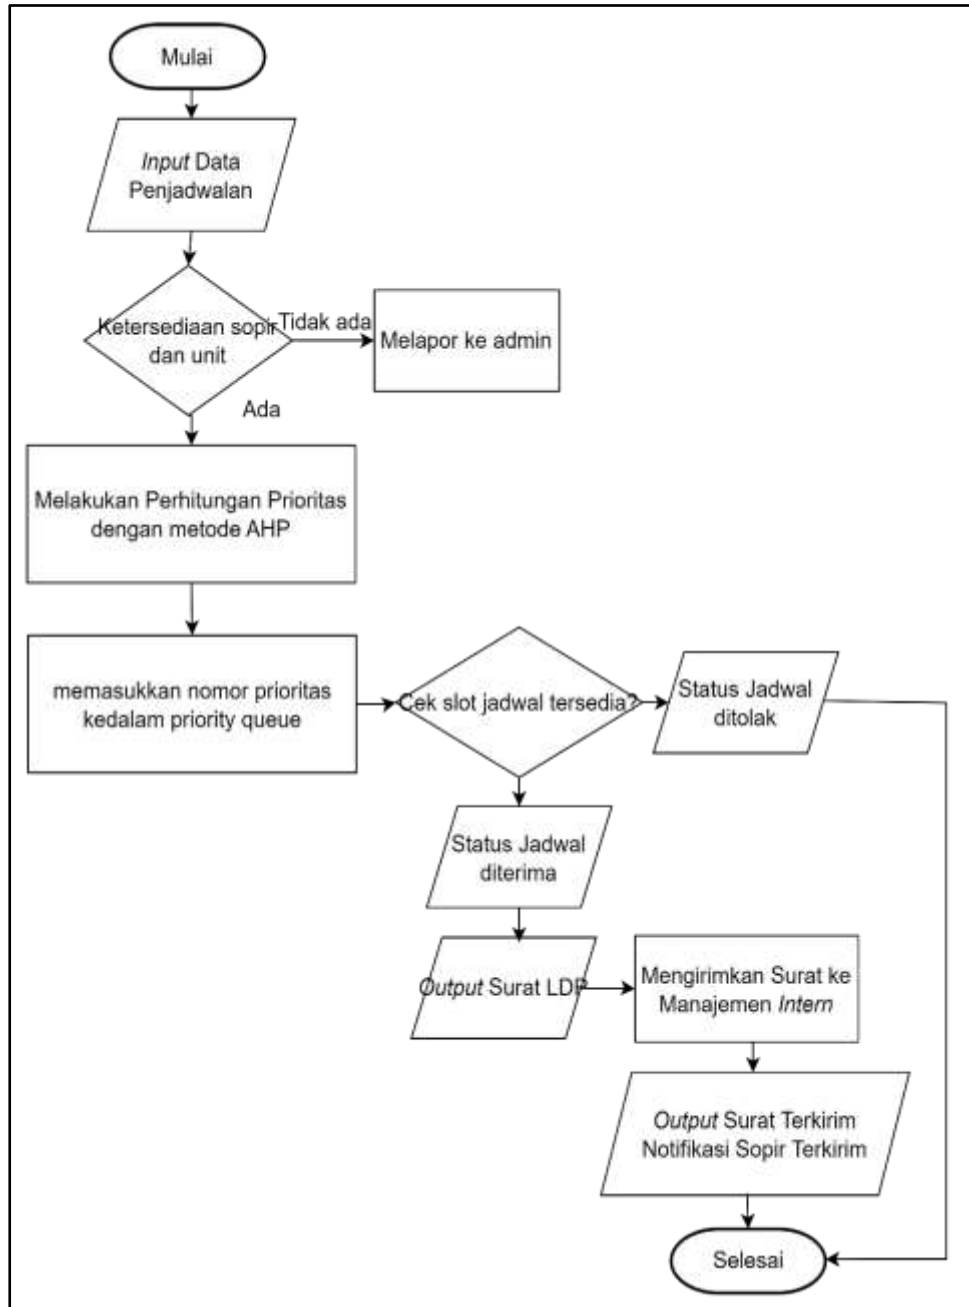 Mulai
Input Data
Penjadwalan
Ketersediaan sopir
dan unit
Tidak ada
Melapor ke admin
Ada
Melakukan Perhitungan Prioritas
dengan metode AHP
memasukkan nomor prioritas
kedalam priority queue
Cek slot jadwal tersedia?
Status Jadwal
ditolak
Status Jadwal
diterima
Output Surat LDP
Mengirimkan Surat ke
Manajemen Intern
Output Surat Terkirim
Notifikasi Sopir Terkirim
Selesai